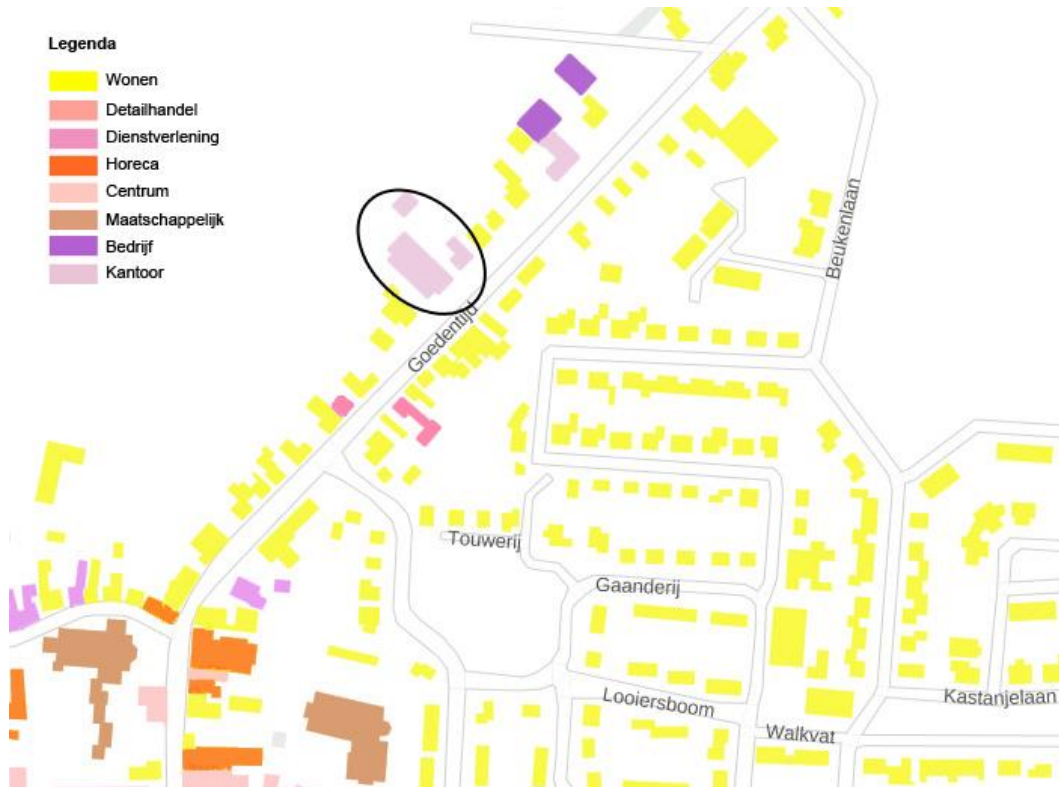 Legenda
Wonen
Detailhandel
Dienstverlening
Horeca
Centrum
Maatschappelijk
Bedrijf
Kantoor
Beukenlaan
Goedentijd
Touwerij
Gaanderij
Looiersboom
Kastanjelaan
Walkvat